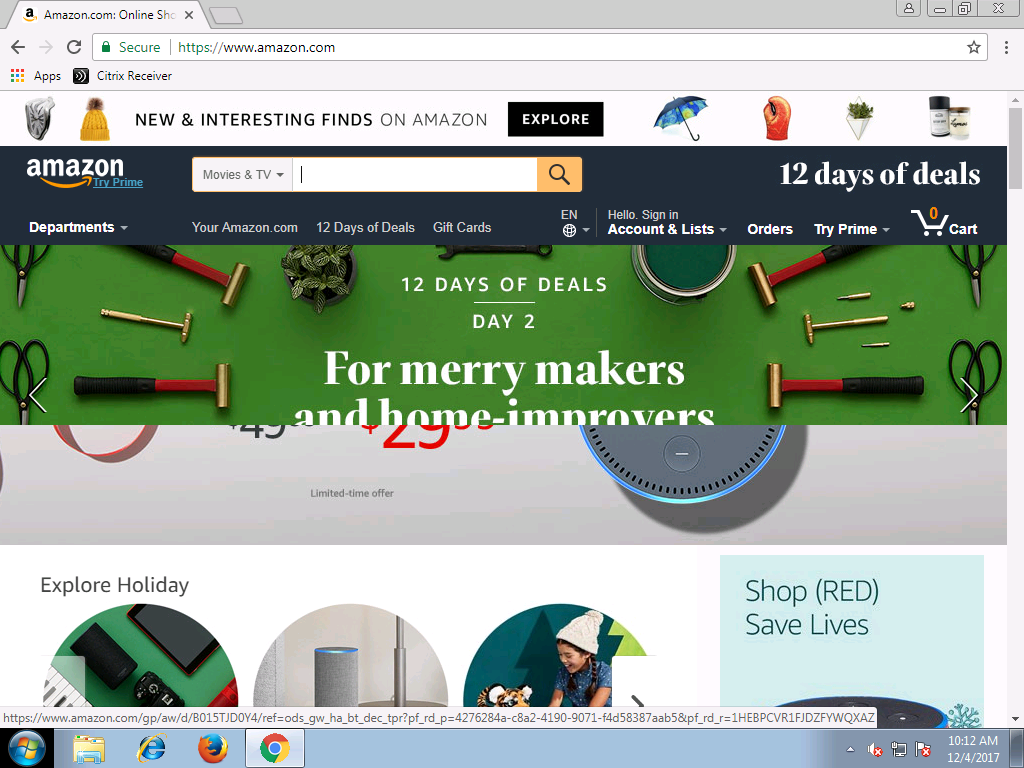 Amazon.com: Online Sho
Secure
https://www.amazon.com
Apps
Citrix Receiver
NEW & INTERESTING FINDS ON AMAZON
EXPLORE
amazon
Try Prime
Movies & TV
12 days of deals
Departments
Your Amazon.com
12 Days of Deals
Gift Cards
EN
Hello. Sign in
Account & Lists
Orders
Try Prime
0
Cart
12 DAYS OF DEALS
DAY 2
For merry makers
and home-improvers
$49
$29
Limited-time offer
Explore Holiday
Shop (RED)
Save Lives
https://www.amazon.com/gp/aw/d/B015TJD0Y4/ref=ods_gw_ha_bt_dec_tpr?pf_rd_p=4276284a-c8a2-4190-9071-f4d58387aab5&pf_rd_r=1HEBPCVR1FJDZFYWQXAZ
10:12 AM
12/4/2017